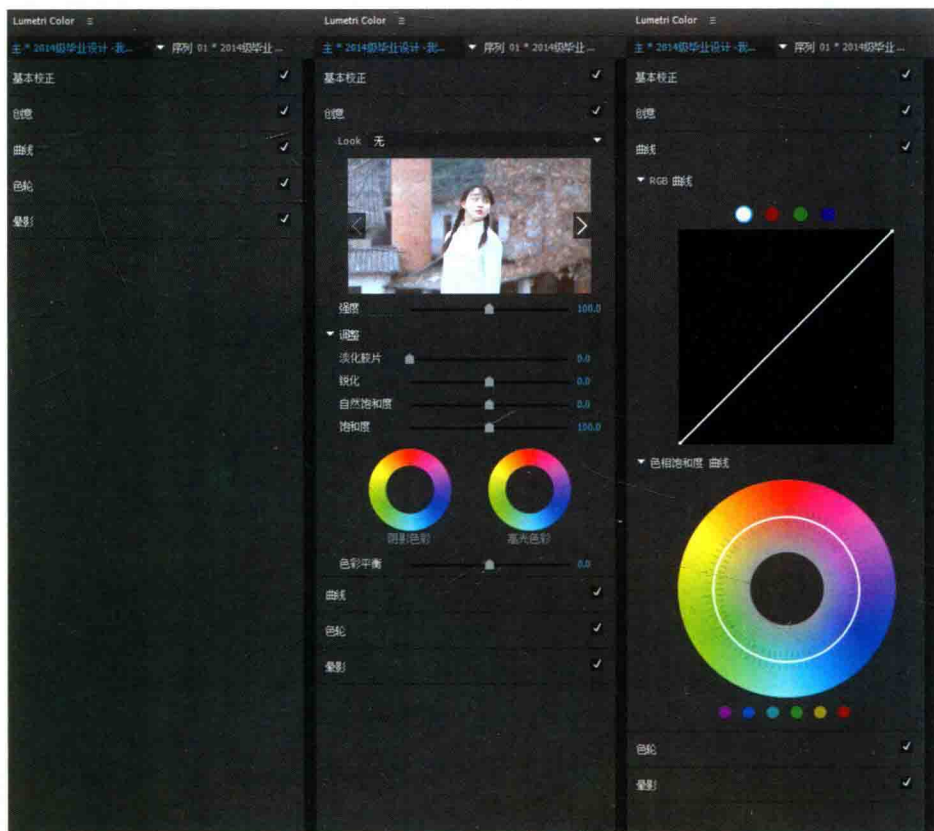 Lumetri Color
主 * 2014级毕业设计-我...
序列 01 * 2014级毕业...
基本校正
创意
曲线
色轮
晕影
Lumetri Color
主 * 2014级毕业设计-我...
序列 01 * 2014级毕业...
基本校正
创意
Look 无
强度 100.0
调整
淡化胶片 0.0
锐化 0.0
自然饱和度 0.0
饱和度 100.0
阴影色彩
高光色彩
色彩平衡 0.0
曲线
色轮
晕影
Lumetri Color
主 * 2014级毕业设计-我...
序列 01 * 2014级毕业...
基本校正
创意
曲线
RGB 曲线
色相饱和度 曲线
色轮
晕影